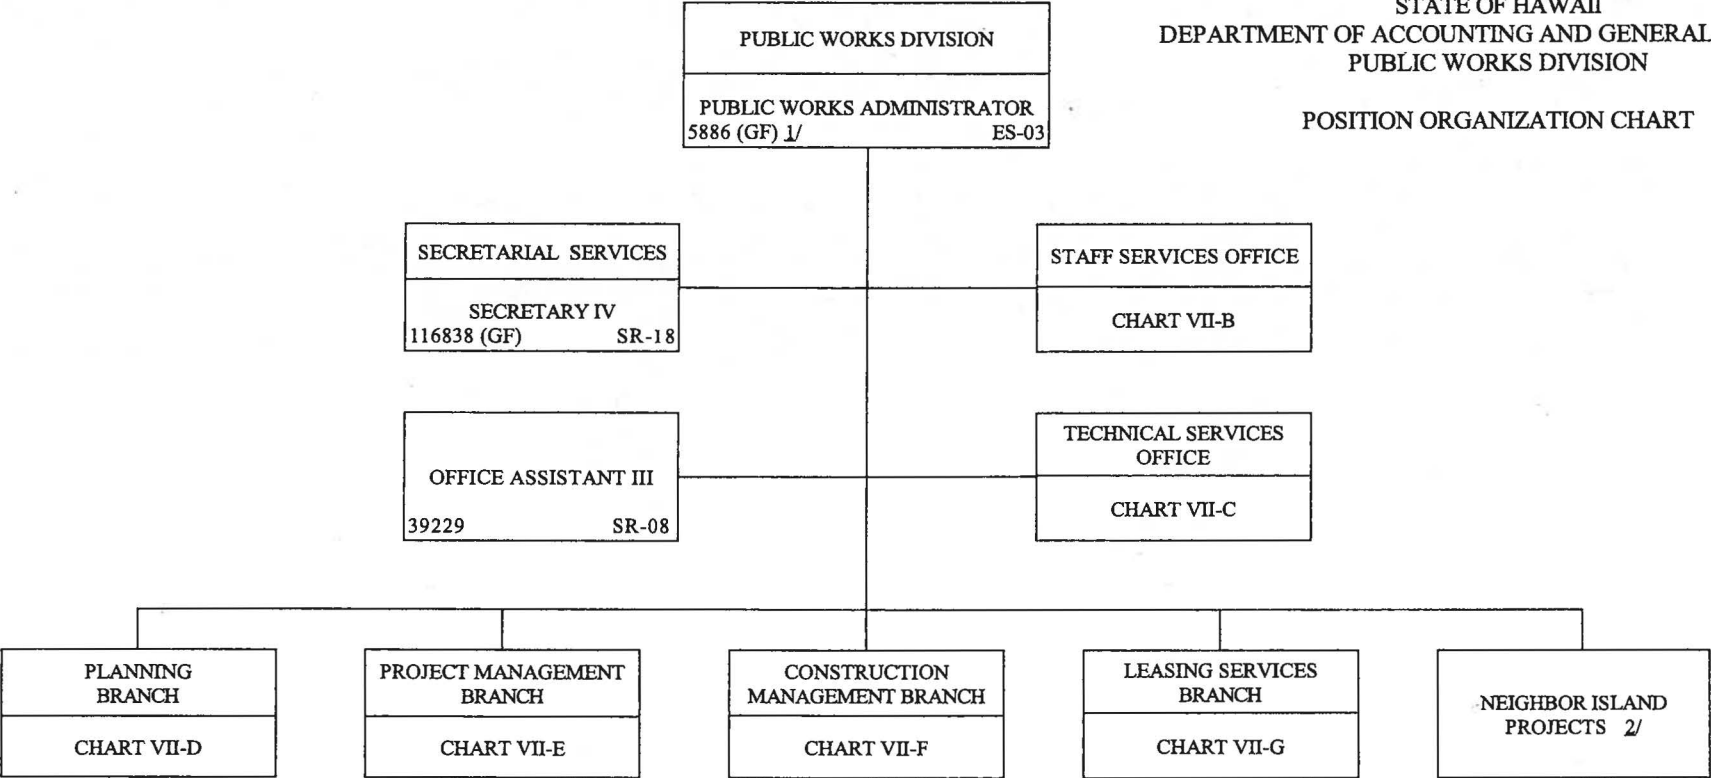 STATE OF HAWAII
DEPARTMENT OF ACCOUNTING AND GENERAL
PUBLIC WORKS DIVISION
POSITION ORGANIZATION CHART
PUBLIC WORKS DIVISION
PUBLIC WORKS ADMINISTRATOR
5886 (GF) 1/ ES-03
SECRETARIAL SERVICES
SECRETARY IV
116838 (GF) SR-18
STAFF SERVICES OFFICE
CHART VII-B
OFFICE ASSISTANT III
39229 SR-08
TECHNICAL SERVICES
OFFICE
CHART VII-C
PLANNING
BRANCH
CHART VII-D
PROJECT MANAGEMENT
BRANCH
CHART VII-E
CONSTRUCTION
MANAGEMENT BRANCH
CHART VII-F
LEASING SERVICES
BRANCH
CHART VII-G
NEIGHBOR ISLAND
PROJECTS 2/